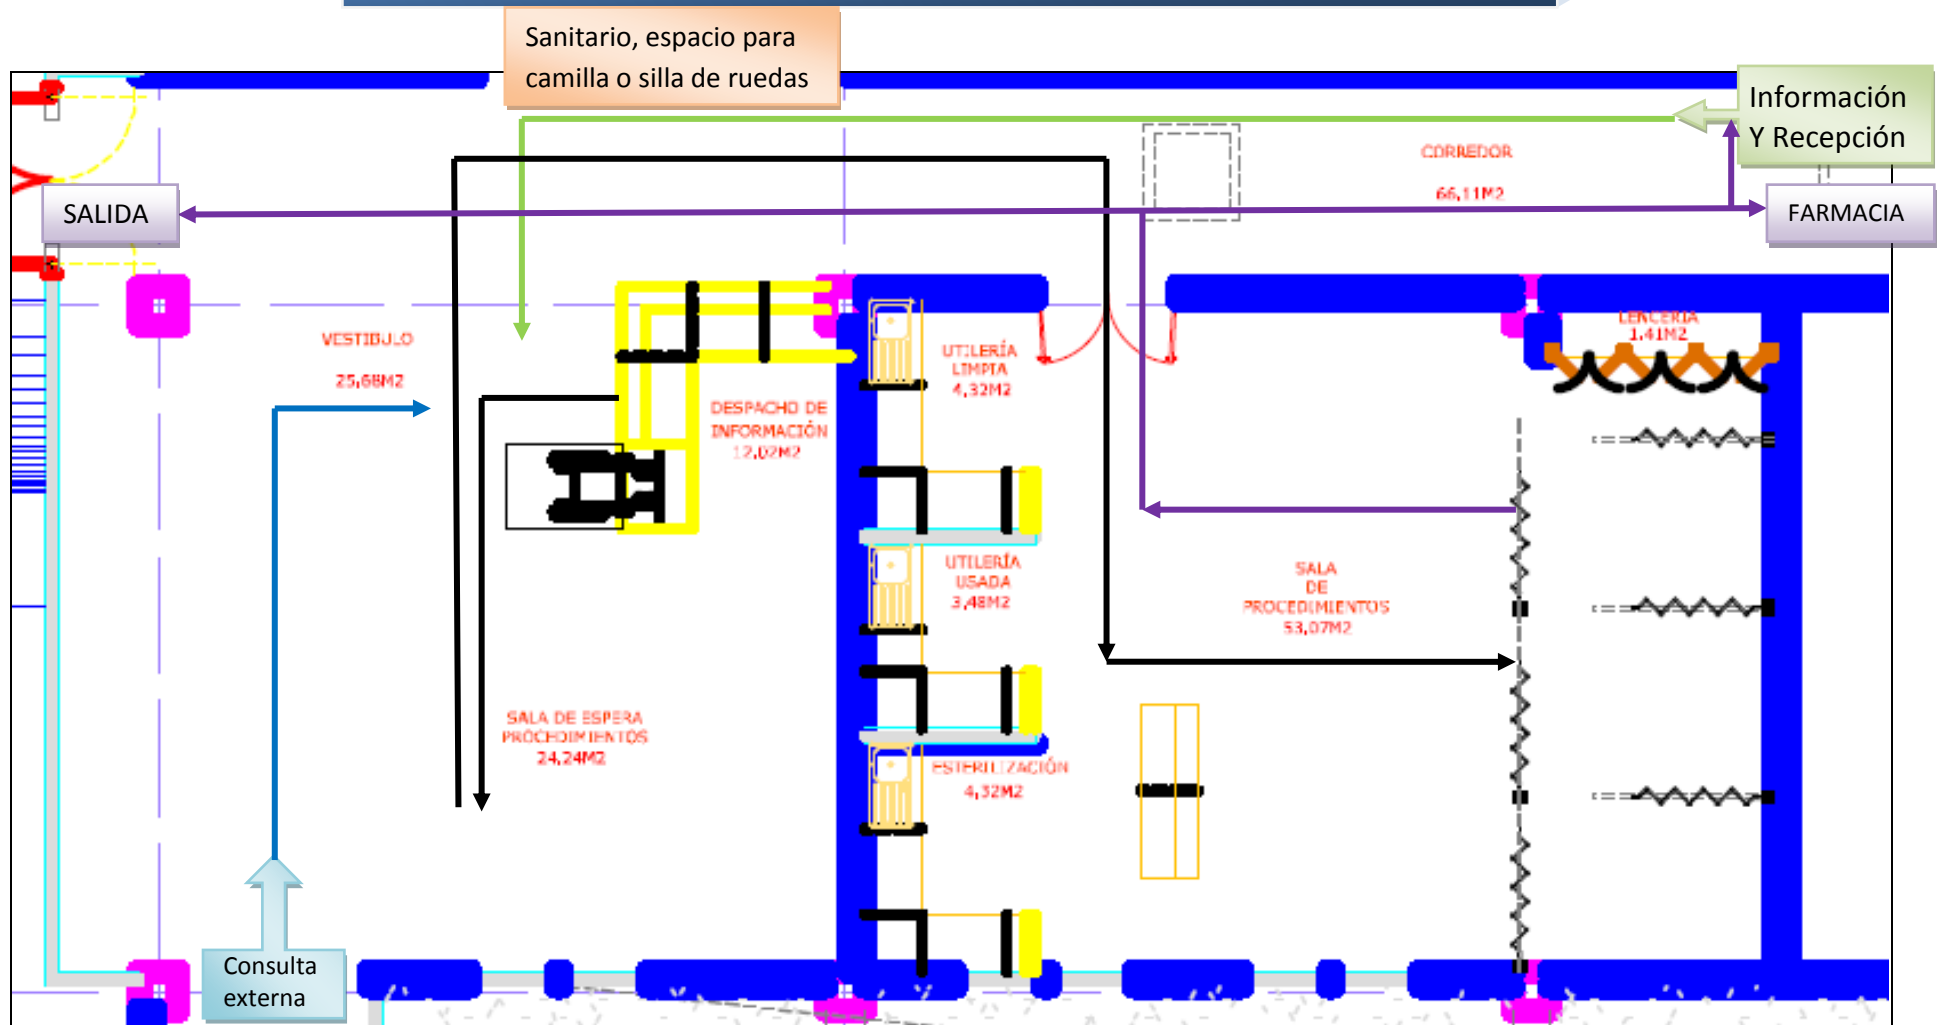 Sanitario, espacio para
camilla o silla de ruedas
Información
Y Recepción
CORREDOR
66,11M2
SALIDA
FARMACIA
VESTIBULO
25,68M2
LENCERIA
1,41M2
UTILERÍA
LIMPIA
4,32M2
DESPACHO DE
INFORMACIÓN
12,02M2
UTILERÍA
USADA
3,48M2
SALA
DE
PROCEDIMIENTOS
53,07M2
SALA DE ESPERA
PROCEDIMIENTOS
24,24M2
ESTERILIZACIÓN
4,32M2
Consulta
externa